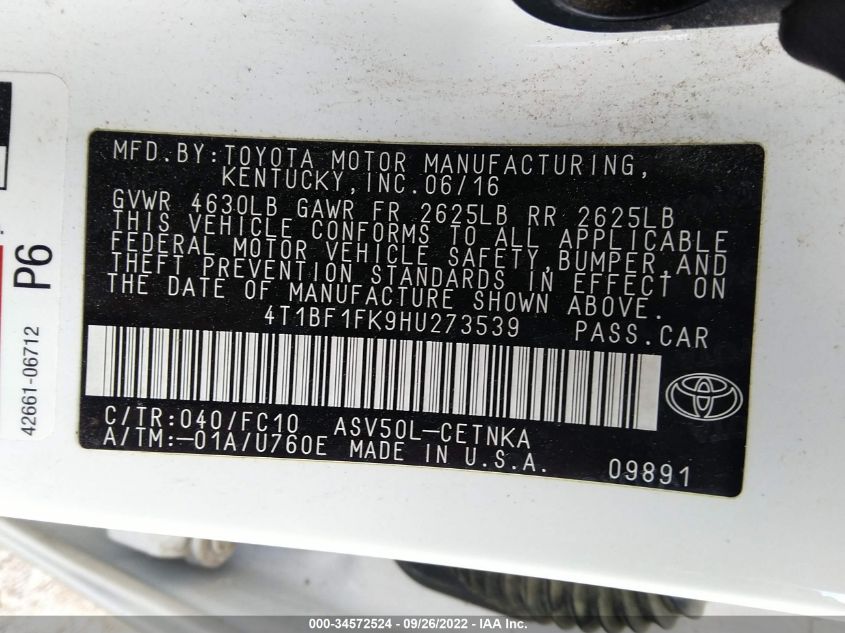 MFD.BY:TOYOTA MOTOR MANUFACTURING,
KENTUCKY,INC.06/16
GVWR 4630LB GAWR FR 2625LB RR 2625LB
THIS VEHICLE CONFORMS TO ALL APPLICABLE
FEDERAL MOTOR VEHICLE SAFETY,BUMPER,AND
THEFT PREVENTION STANDARDS IN EFFECT ON
THE DATE OF MANUFACTURE SHOWN ABOVE.
4T1BF1FK9HU273539 PASS.CAR
C/TR:040/FC10 ASV50L-CETNKA
A/TM:-01A/U760E MADE IN U.S.A. 09891
P6
42661-06712
000-34572524 - 09/26/2022 - IAA Inc.